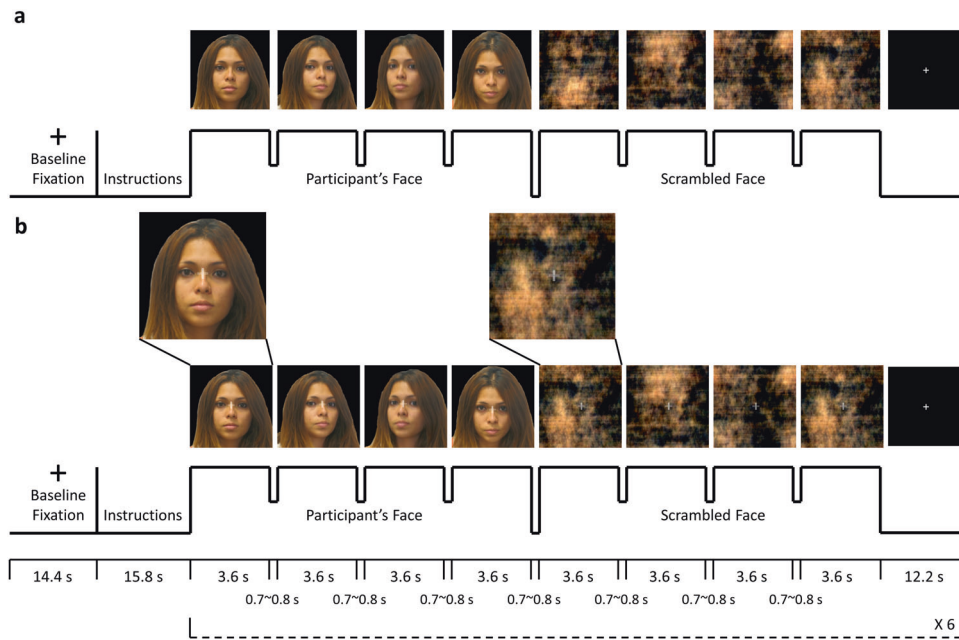 a
+
Baseline
Fixation
Instructions
Participant's Face
Scrambled Face
b
+
Baseline
Fixation
Instructions
Participant's Face
Scrambled Face
14.4 s
15.8 s
3.6 s
3.6 s
3.6 s
3.6 s
3.6 s
3.6 s
3.6 s
3.6 s
12.2 s
0.7~0.8 s
0.7~0.8 s
0.7~0.8 s
0.7~0.8 s
0.7~0.8 s
0.7~0.8 s
0.7~0.8 s
X 6